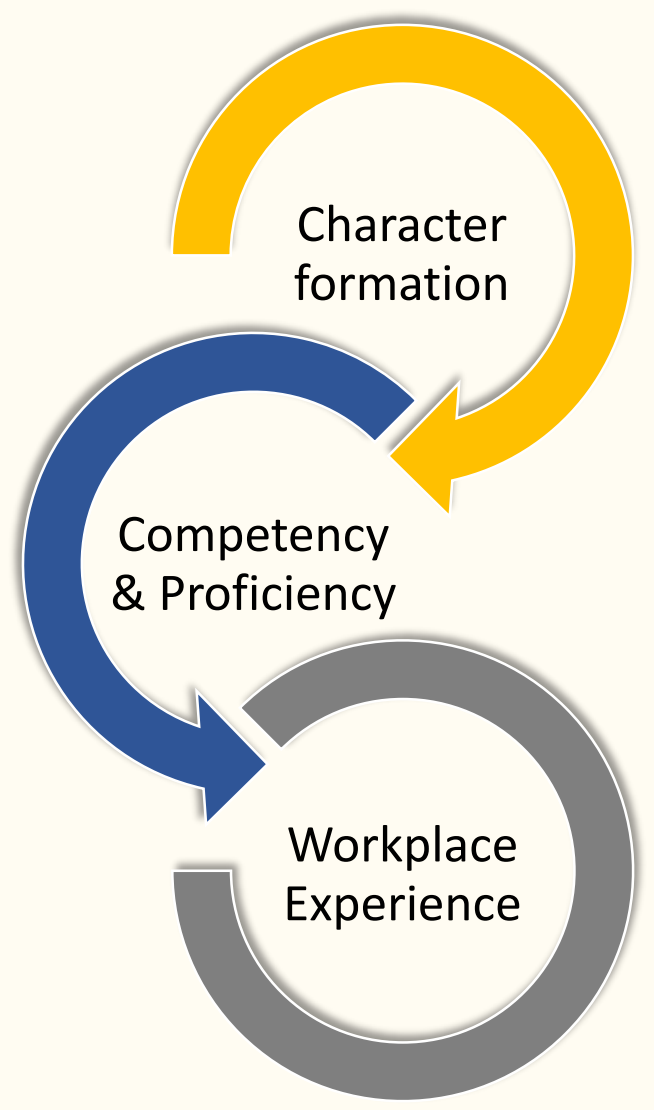 Character
formation
Competency
& Proficiency
Workplace
Experience